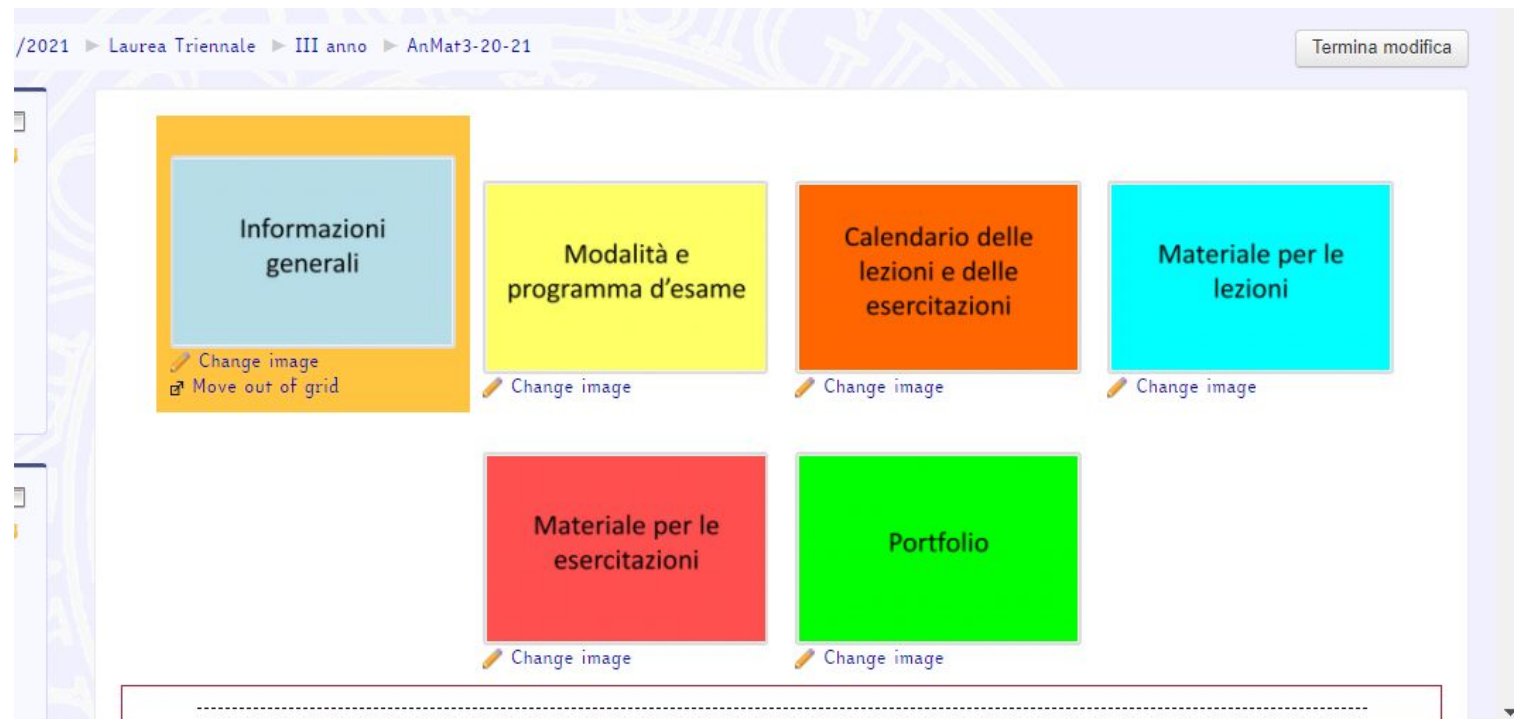 /2021 ► Laurea Triennale ► III anno ► AnMat3-20-21
Termina modifica
Informazioni
generali
Change image
Move out of grid
Modalità e
programma d'esame
Change image
Calendario delle
lezioni e delle
esercitazioni
Change image
Materiale per le
lezioni
Change image
Materiale per le
esercitazioni
Change image
Portfolio
Change image